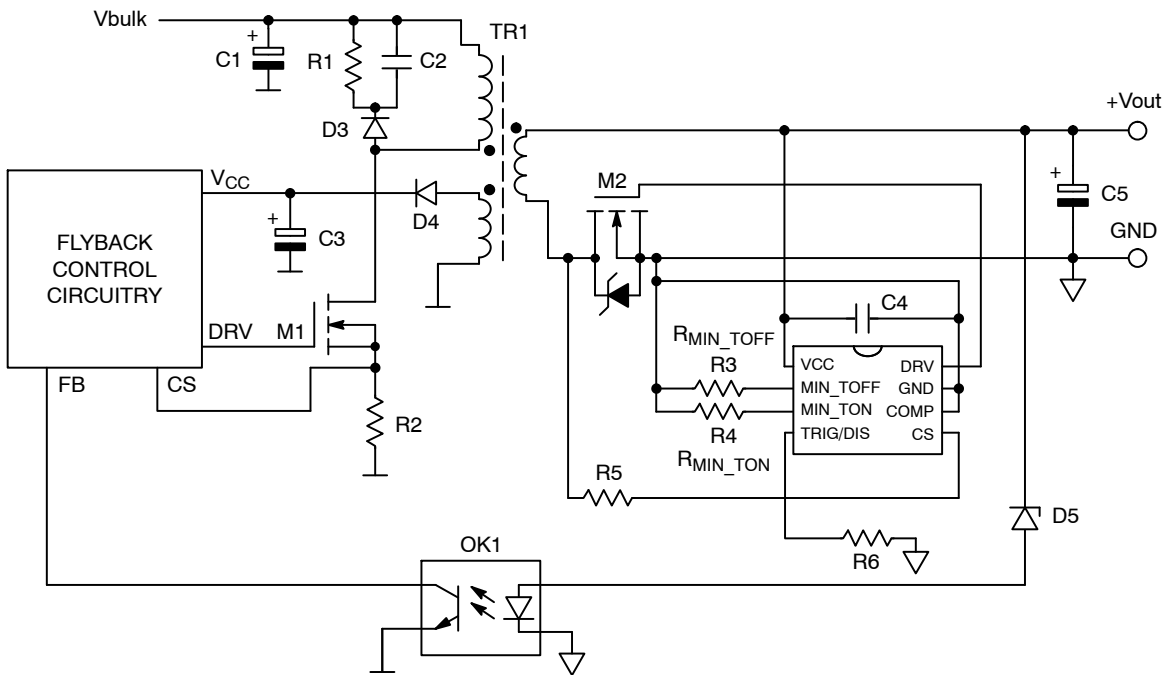 Vbulk
TR1
+
C1
R1
C2
+Vout
D3
M2
+
C5
VCC
D4
+
C3
GND
FLYBACK
CONTROL
CIRCUITRY
C4
DRV
M1
RMIN_TOFF
R3
VCC
DRV
MIN_TOFF
GND
MIN_TON
COMP
TRIG/DIS
CS
FB
CS
R2
R4
RMIN_TON
R5
D5
R6
OK1